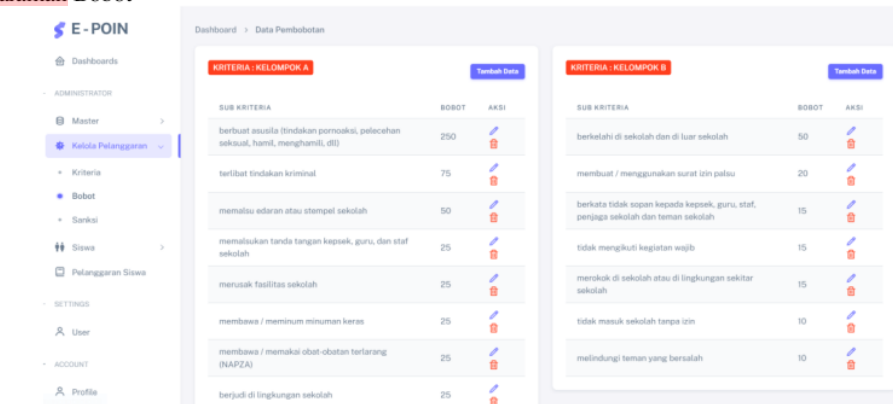 Bobot
E-POIN
Dashboards
ADMINISTRATOR
Master
Kelola Pelanggaran
Kriteria
Bobot
Sanksi
Siswa
Pelanggaran Siswa
SETTINGS
User
ACCOUNT
Profile
Dashboard > Data Pembobotan
KRITERIA : KELOMPOK A
Tambah Data
SUB KRITERIA BOBOT AKSI
berbuat asusila (tindakan pornoaksi, pelecehan
seksual, hamil, menghamili, dll) 250
terlibat tindakan kriminal 75
memalsu edaran atau stempel sekolah 50
memalsukan tanda tangan kepsek, guru, dan staf
sekolah 25
merusak fasilitas sekolah 25
membawa / meminum minuman keras 25
membawa / memakai obat-obatan terlarang
(NAPZA) 25
berjudi di lingkungan sekolah 25
KRITERIA : KELOMPOK B
Tambah Data
SUB KRITERIA BOBOT AKSI
berkelahi di sekolah dan di luar sekolah 50
membuat / menggunakan surat izin palsu 20
berkata tidak sopan kepada kepsek, guru, staf,
penjaga sekolah dan teman sekolah 15
tidak mengikuti kegiatan wajib 15
merokok di sekolah atau di lingkungan sekitar
sekolah 15
tidak masuk sekolah tanpa izin 10
melindungi teman yang bersalah 10